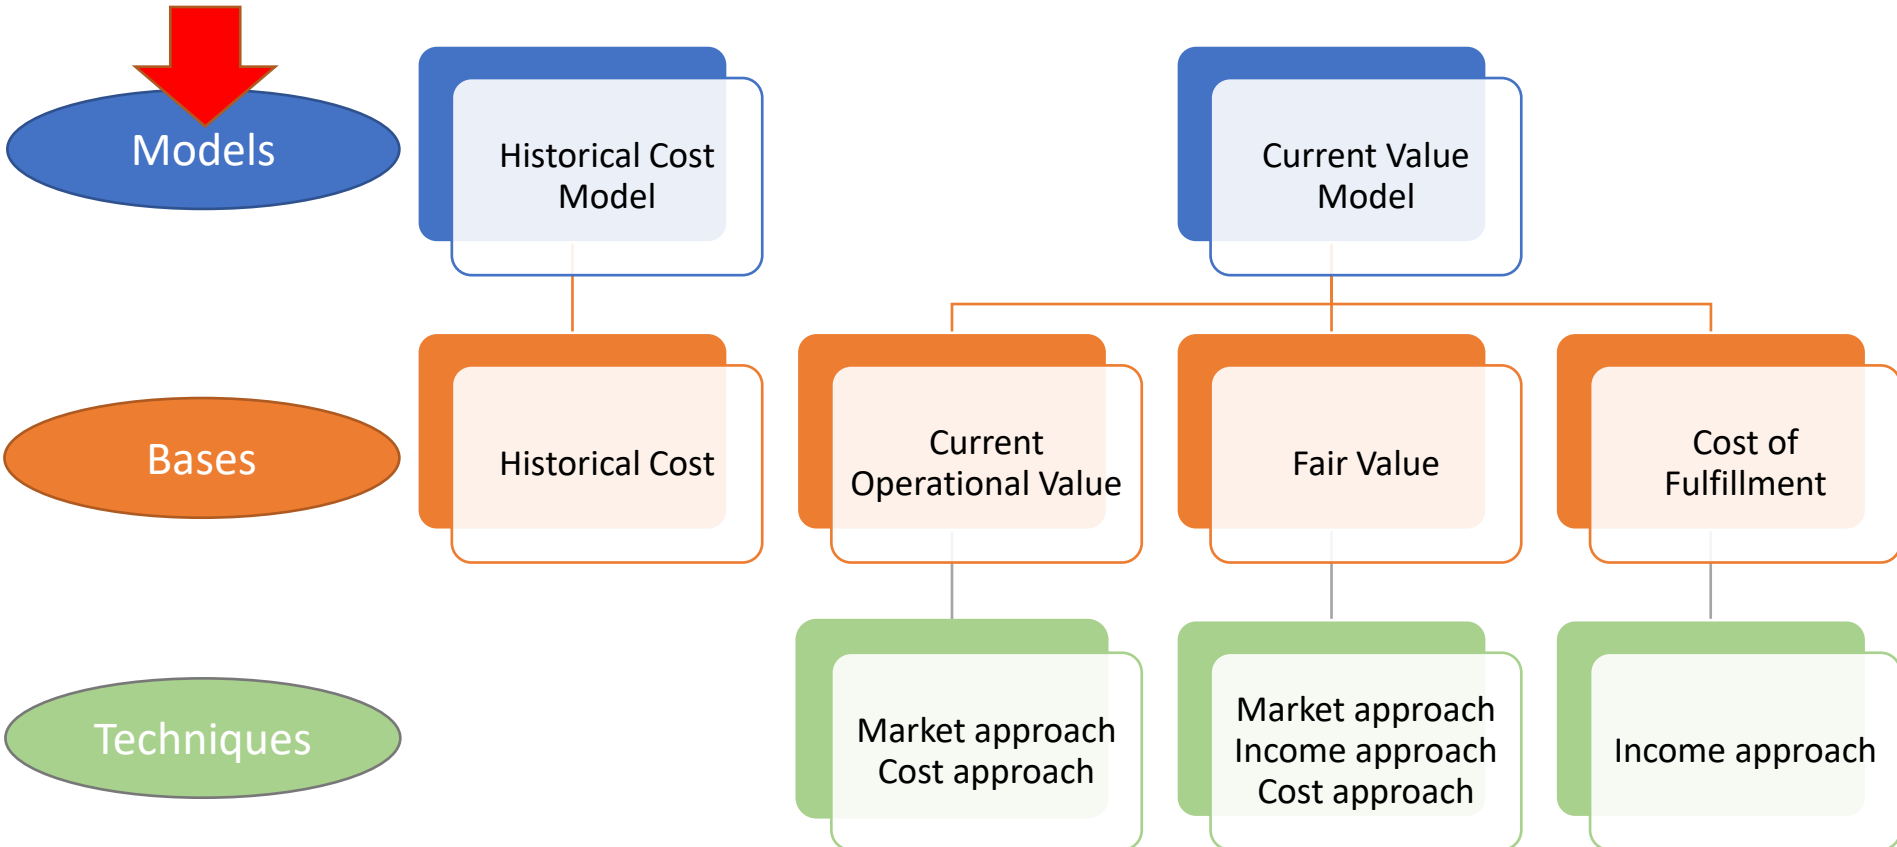 Models
Historical Cost
Model
Current Value
Model
Bases
Historical Cost
Current
Operational Value
Fair Value
Cost of
Fulfillment
Techniques
Market approach
Cost approach
Market approach
Income approach
Cost approach
Income approach